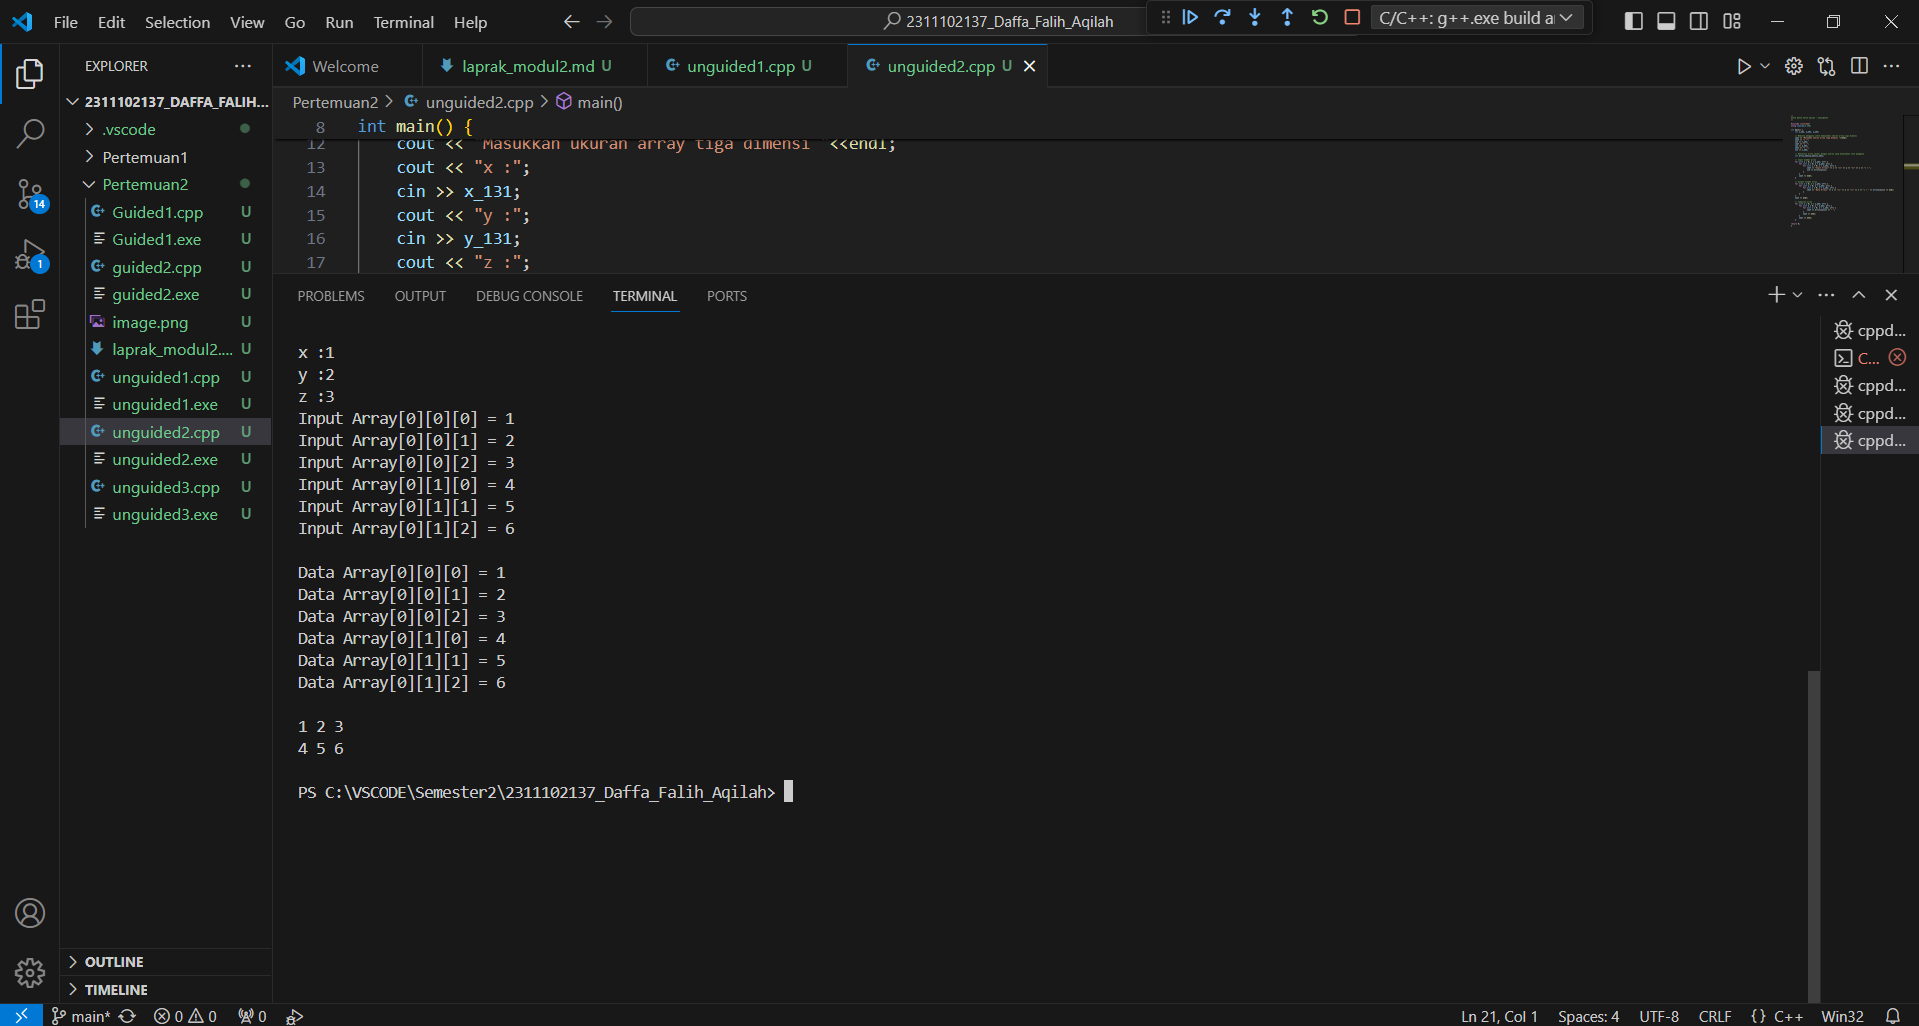 File Edit Selection View Go Run Terminal Help
2311102137_Daffa_Falih_Aqilah
C/C++: g++.exe build a
EXPLORER
Welcome
laprak_modul2.md U
unguided1.cpp U
unguided2.cpp U
2311102137_DAFFA_FALIH...
.vscode
Pertemuan1
Pertemuan2
Guided1.cpp U
Guided1.exe U
guided2.cpp U
guided2.exe U
image.png U
laprak_modul2.... U
unguided1.cpp U
unguided1.exe U
unguided2.cpp U
unguided2.exe U
unguided3.cpp U
unguided3.exe U
14
1
OUTLINE
TIMELINE
Pertemuan2 > unguided2.cpp > main()
8 int main() {
12 cout << "Masukkan ukuran array tiga dimensi "<<endl;
13 cout << "x :";
14 cin >> x_131;
15 cout << "y :";
16 cin >> y_131;
17 cout << "z :";
PROBLEMS OUTPUT DEBUG CONSOLE TERMINAL PORTS
x :1
y :2
z :3
Input Array[0][0][0] = 1
Input Array[0][0][1] = 2
Input Array[0][0][2] = 3
Input Array[0][1][0] = 4
Input Array[0][1][1] = 5
Input Array[0][1][2] = 6
Data Array[0][0][0] = 1
Data Array[0][0][1] = 2
Data Array[0][0][2] = 3
Data Array[0][1][0] = 4
Data Array[0][1][1] = 5
Data Array[0][1][2] = 6
1 2 3
4 5 6
PS C:\VSCODE\Semester2\2311102137_Daffa_Falih_Aqilah>
cppd...
C...
cppd...
cppd...
cppd...
main* 0 0 0
Ln 21, Col 1 Spaces: 4 UTF-8 CRLF {} C++ Win32